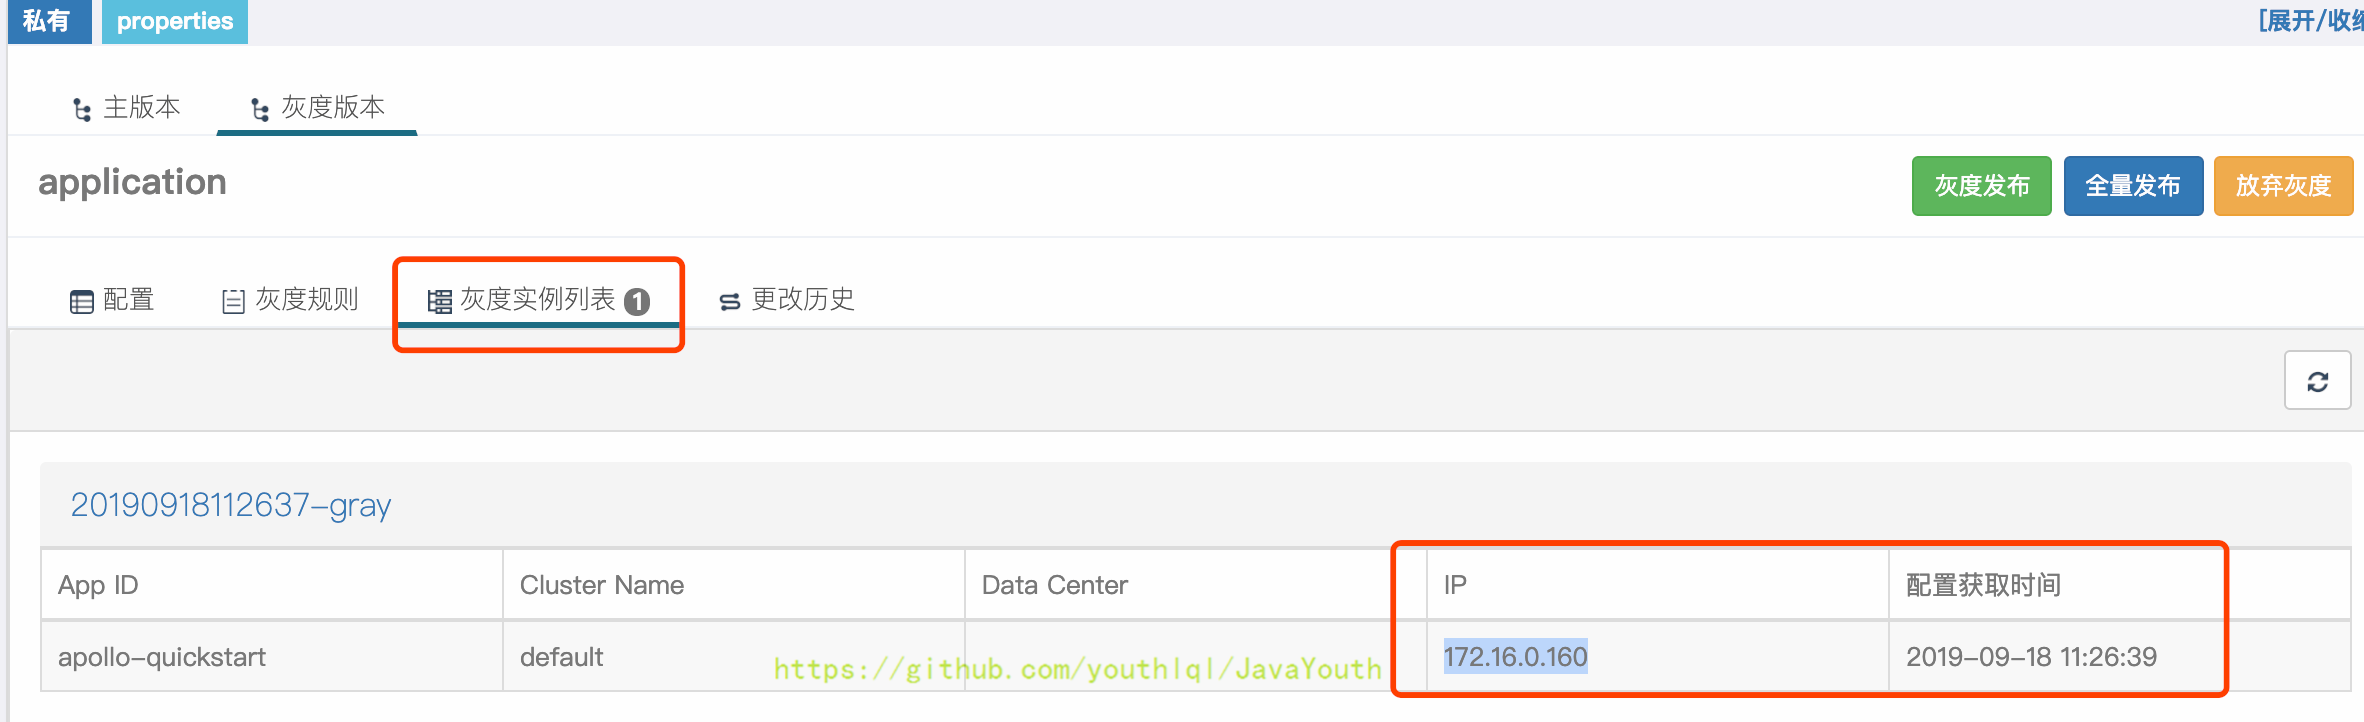 私有 properties [展开/收缩
主版本 灰度版本
application 灰度发布 全量发布 放弃灰度
配置 灰度规则 灰度实例列表 1 更改历史
20190918112637-gray
App ID Cluster Name Data Center IP 配置获取时间
apollo-quickstart default 172.16.0.160 2019-09-18 11:26:39
https://github.com/youthlql/JavaYouth